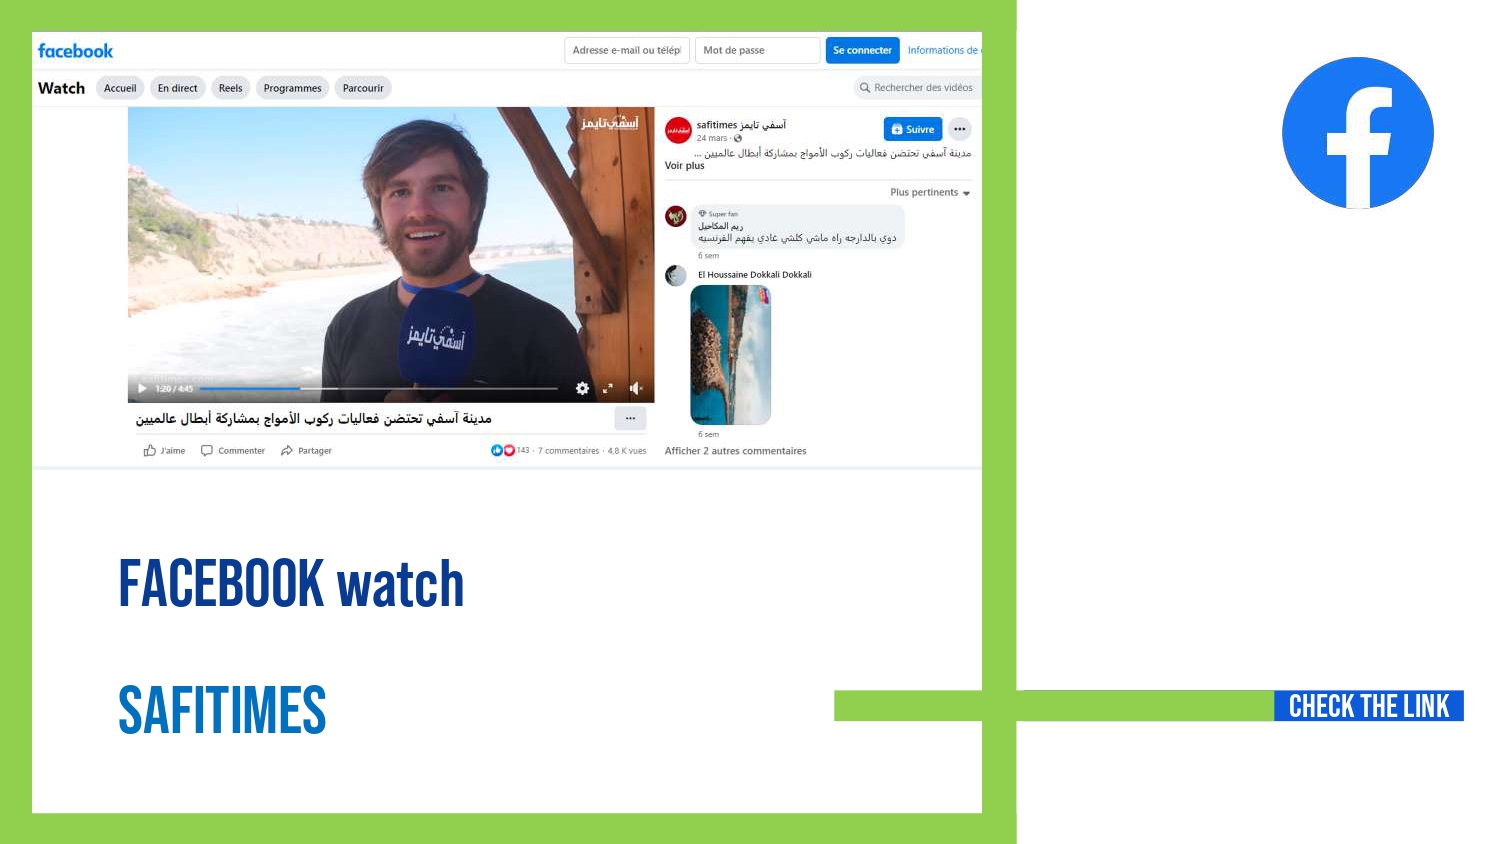 facebook
Adresse e-mail ou télép
Mot de passe
Se connecter
Informations de
Watch
Accueil
En direct
Reels
Programmes
Parcourir
Rechercher des vidéos
آسفي تايمز
آسفي تايمز
1:20 / 4:45
مدينة آسفي تحتضن فعاليات ركوب الأمواج بمشاركة أبطال عالميين
J'aime
Commenter
Partager
143 · 7 commentaires · 4,8 K vues
safitimes آسفي تايمز
24 mars
Suivre
مدينة آسفي تحتضن فعاليات ركوب الأمواج بمشاركة أبطال عالميين ...
Voir plus
Plus pertinents
Super fan
ريم المكاحيل
دوي بالدارجه راه ماشي كلشي عادي يفهم الفرنسيه
6 sem
El Houssaine Dokkali Dokkali
6 sem
Afficher 2 autres commentaires
FACEBOOK watch
SAFITIMES
CHECK THE LINK